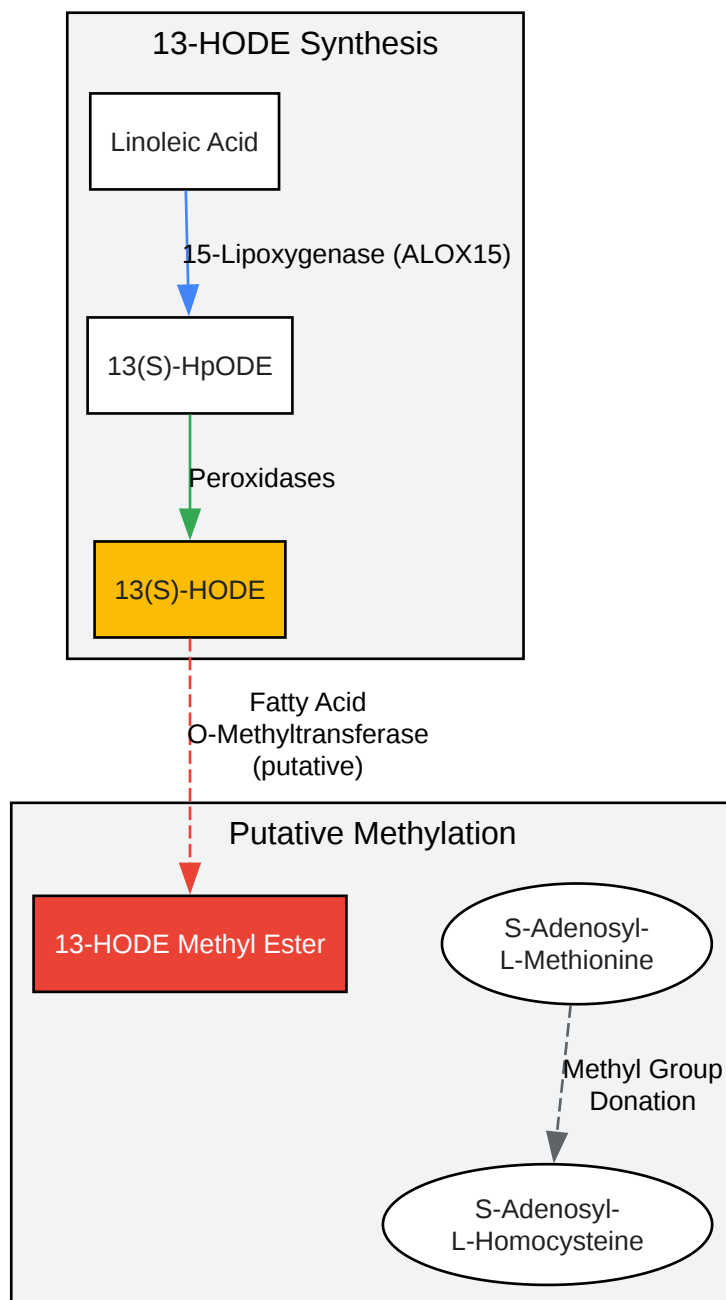 13-HODE Synthesis
Linoleic Acid
15-Lipoxygenase (ALOX15)
13(S)-HpODE
Peroxidases
13(S)-HODE
Fatty Acid
O-Methyltransferase
(putative)
Putative Methylation
13-HODE Methyl Ester
S-Adenosyl-
L-Methionine
Methyl Group
Donation
S-Adenosyl-
L-Homocysteine